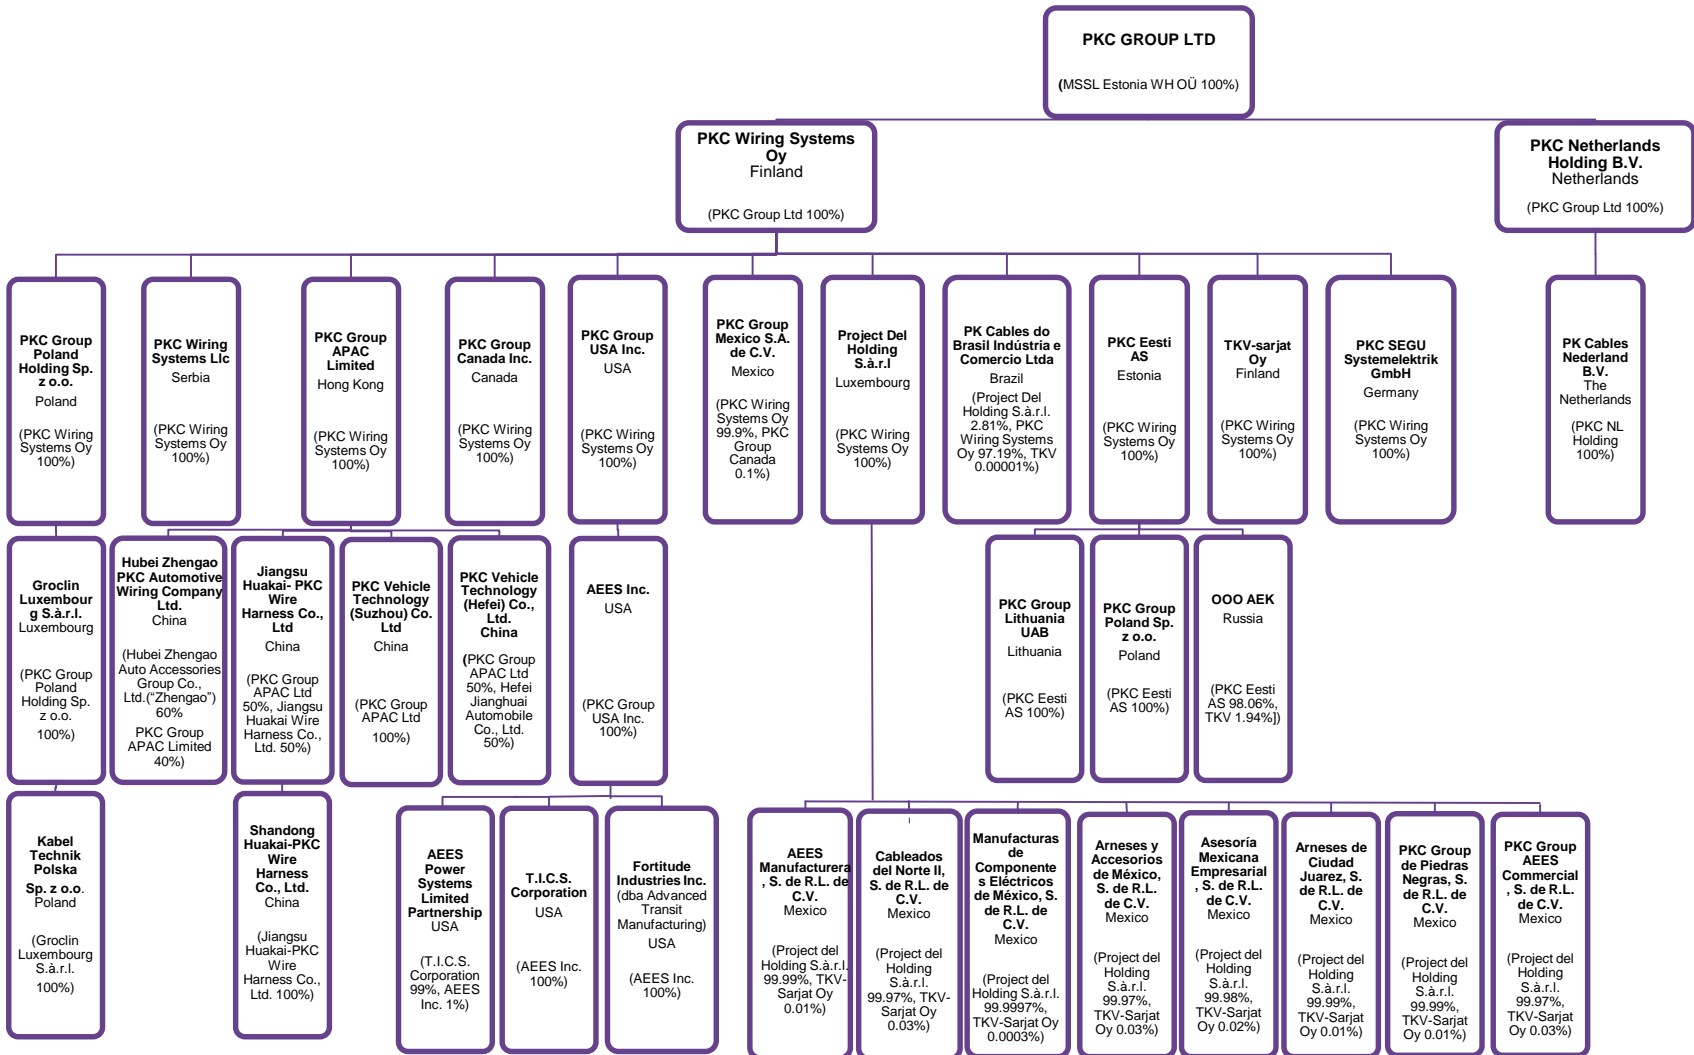 PKC GROUP LTD
(MSSL Estonia WH OÜ 100%)
PKC Wiring Systems
Oy
Finland
(PKC Group Ltd 100%)
PKC Netherlands
Holding B.V.
Netherlands
(PKC Group Ltd 100%)
PKC Group
Poland
Holding Sp.
z o.o.
Poland
(PKC Wiring
Systems Oy
100%)
PKC Wiring
Systems Llc
Serbia
(PKC Wiring
Systems Oy
100%)
PKC Group
APAC
Limited
Hong Kong
(PKC Wiring
Systems Oy
100%)
PKC Group
Canada Inc.
Canada
(PKC Wiring
Systems Oy
100%)
PKC Group
USA Inc.
USA
(PKC Wiring
Systems Oy
100%)
PKC Group
Mexico S.A.
de C.V.
Mexico
(PKC Wiring
Systems Oy
99.9%, PKC
Group
Canada
0.1%)
Project Del
Holding
S.à.r.l
Luxembourg
(PKC Wiring
Systems Oy
100%)
PK Cables do
Brasil Indústria e
Comercio Ltda
Brazil
(Project Del
Holding S.à.r.l.
2.81%, PKC
Wiring Systems
Oy 97.19%, TKV
0.00001%)
PKC Eesti
AS
Estonia
(PKC Wiring
Systems Oy
100%)
TKV-sarjat
Oy
Finland
(PKC Wiring
Systems Oy
100%)
PKC SEGU
Systemelektrik
GmbH
Germany
(PKC Wiring
Systems Oy
100%)
PK Cables
Nederland
B.V.
The
Netherlands
(PKC NL
Holding
100%)
Groclin
Luxembour
g S.à.r.l.
Luxembourg
(PKC Group
Poland
Holding Sp.
z o.o.
100%)
Hubei Zhengao
PKC Automotive
Wiring Company
Ltd.
China
(Hubei Zhengao
Auto Accessories
Group Co.,
Ltd.(“Zhengao”)
60%
PKC Group
APAC Limited
40%)
Jiangsu
Huakai- PKC
Wire
Harness Co.,
Ltd
China
(PKC Group
APAC Ltd
50%, Jiangsu
Huakai Wire
Harness Co.,
Ltd. 50%)
PKC Vehicle
Technology
(Suzhou) Co.
Ltd
China
(PKC Group
APAC Ltd
100%)
PKC Vehicle
Technology
(Hefei) Co.,
Ltd.
China
(PKC Group
APAC Ltd
50%, Hefei
Jianghuai
Automobile
Co., Ltd.
50%)
AEES Inc.
USA
(PKC Group
USA Inc.
100%)
PKC Group
Lithuania
UAB
Lithuania
(PKC Eesti
AS 100%)
PKC Group
Poland Sp.
z o.o.
Poland
(PKC Eesti
AS 100%)
OOO AEK
Russia
(PKC Eesti
AS 98.06%,
TKV 1.94%])
Kabel
Technik
Polska
Sp. z o.o.
Poland
(Groclin
Luxembourg
S.à.r.l.
100%)
Shandong
Huakai-PKC
Wire
Harness
Co., Ltd.
China
(Jiangsu
Huakai-PKC
Wire
Harness Co.,
Ltd. 100%)
AEES
Power
Systems
Limited
Partnership
USA
(T.I.C.S.
Corporation
99%, AEES
Inc. 1%)
T.I.C.S.
Corporation
USA
(AEES Inc.
100%)
Fortitude
Industries Inc.
(dba Advanced
Transit
Manufacturing)
USA
(AEES Inc.
100%)
AEES
Manufacturera
, S. de R.L. de
C.V.
Mexico
(Project del
Holding S.à.r.l.
99.99%, TKV-
Sarjat Oy
0.01%)
Cableados
del Norte II,
S. de R.L. de
C.V.
Mexico
(Project del
Holding
S.à.r.l.
99.97%, TKV-
Sarjat Oy
0.03%)
Manufacturas
de
Componente
s Eléctricos
de México, S.
de R.L. de
C.V.
Mexico
(Project del
Holding S.à.r.l.
99.9997%,
TKV-Sarjat Oy
0.0003%)
Arneses y
Accesorios
de México,
S. de R.L.
de C.V.
Mexico
(Project del
Holding
S.à.r.l.
99.97%,
TKV-Sarjat
Oy 0.03%)
Asesoría
Mexicana
Empresarial
, S. de R.L.
de C.V.
Mexico
(Project del
Holding
S.à.r.l.
99.98%,
TKV-Sarjat
Oy 0.02%)
Arneses de
Ciudad
Juarez, S.
de R.L. de
C.V.
Mexico
(Project del
Holding
S.à.r.l.
99.99%,
TKV-Sarjat
Oy 0.01%)
PKC Group
de Piedras
Negras, S.
de R.L. de
C.V.
Mexico
(Project del
Holding
S.à.r.l.
99.99%,
TKV-Sarjat
Oy 0.01%)
PKC Group
AEES
Commercial
, S. de R.L.
de C.V.
Mexico
(Project del
Holding
S.à.r.l.
99.97%,
TKV-Sarjat
Oy 0.03%)